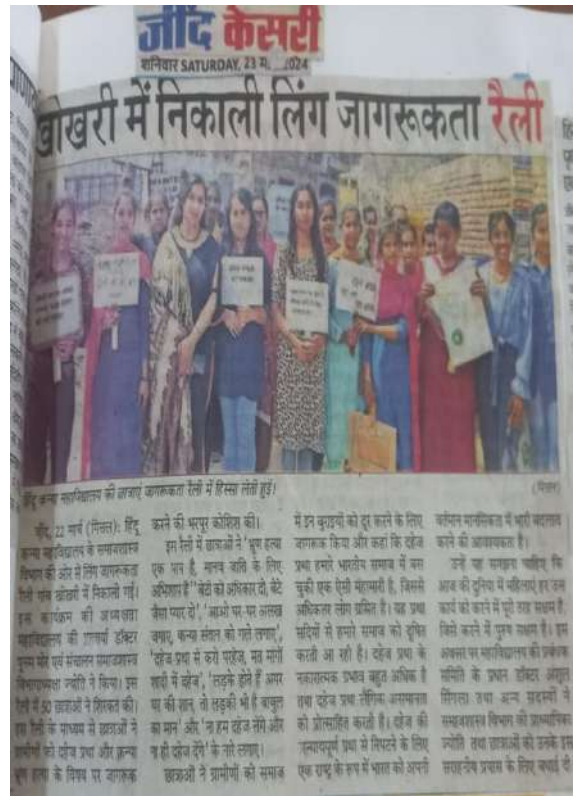 जींद केसरी
शनिवार SATURDAY, 23 2024
खोखरी में निकाली लिंग जागरूकता रैली
हिंदू कन्या महाविद्यालय की छात्राएं जागरूकता रैली में हिस्सा लेती हुईं। (मित्तल)
जींद, 22 मार्च (मित्तल): हिंदू
कन्या महाविद्यालय के समाजशास्त्र
विभाग की ओर से लिंग जागरूकता
रैली गांव खोखरी में निकाली गई।
इस कार्यक्रम की अध्यक्षता
महाविद्यालय की प्राचार्या डॉक्टर
पूनम मोर एवं संचालन समाजशास्त्र
विभागाध्यक्षा ज्योति ने किया। इस
रैली में 50 छात्राओं ने शिरकत की।
इस रैली के माध्यम से छात्राओं ने
ग्रामीणों को दहेज प्रथा और कन्या
भ्रूण हत्या के विषय पर जागरूक
करने की भरपूर कोशिश की।
इस रैली में छात्राओं ने 'भ्रूण हत्या
एक पाप है, मानव जाति के लिए
अभिशाप है' 'बेटी को अधिकार दो, बेटे
जैसा प्यार दो', 'आओ घर-घर अलख
जगाएं, कन्या संतान को गले लगाएं',
'दहेज प्रथा से करो परहेज, मत मांगो
शादी में दहेज', 'लड़के होते हैं अगर
घर की शान, तो लड़की भी है बाबुल
का मान' और 'ना हम दहेज लेंगे और
ना ही दहेज देंगे' के नारे लगाए।
छात्राओं ने ग्रामीणों को समाज
में इन बुराइयों को दूर करने के लिए
जागरूक किया और कहा कि दहेज
प्रथा हमारे भारतीय समाज में बस
चुकी एक ऐसी महामारी है, जिससे
अधिकतर लोग ग्रसित हैं। यह प्रथा
सदियों से हमारे समाज को दूषित
करती आ रही है। दहेज प्रथा के
नकारात्मक प्रभाव बहुत अधिक है
तथा दहेज प्रथा लैंगिक असमानता
को प्रोत्साहित करती है। दहेज की
अन्यायपूर्ण प्रथा से निपटने के लिए
एक राष्ट्र के रूप में भारत को अपनी
वर्तमान मानसिकता में भारी बदलाव
करने की आवश्यकता है।
उन्हें यह समझना चाहिए कि
आज की दुनिया में महिलाएं हर उस
कार्य को करने में पूरी तरह सक्षम हैं,
जिसे करने में पुरुष सक्षम हैं। इस
अवसर पर महाविद्यालय की प्रबंधक
समिति के प्रधान डॉक्टर अंशुल
सिंगला तथा अन्य सदस्यों ने
समाजशास्त्र विभाग की प्राध्यापिका
ज्योति तथा छात्राओं को उनके इस
सराहनीय प्रयास के लिए बधाई दी